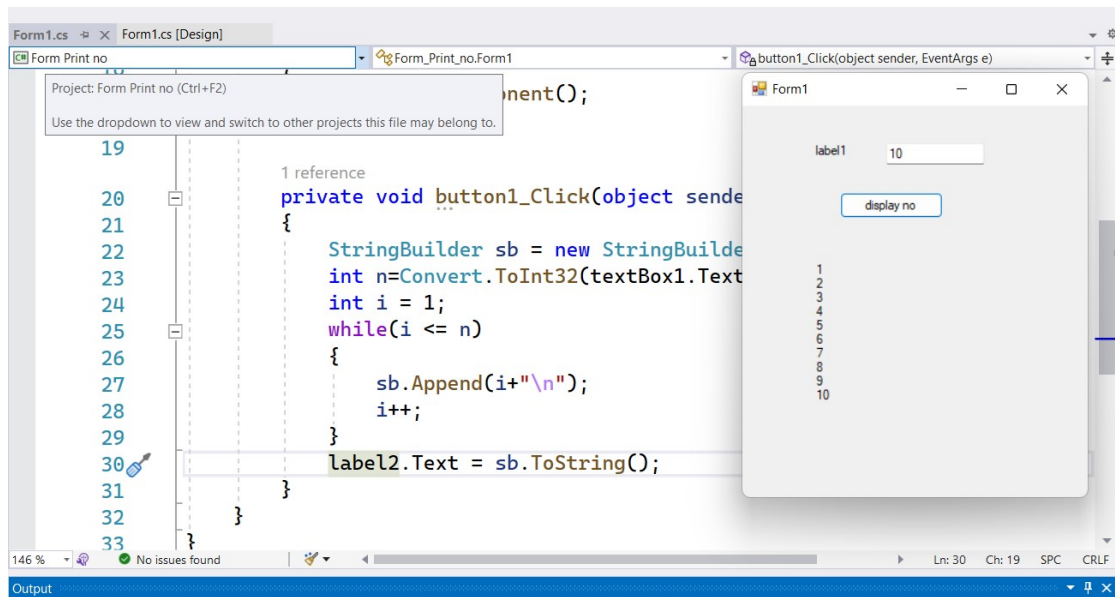 Form1.cs Form1.cs [Design]
C# Form Print no Form_Print_no.Form1 button1_Click(object sender, EventArgs e)
Project: Form Print no (Ctrl+F2)
Use the dropdown to view and switch to other projects this file may belong to.
nent();
19
1 reference
20 private void button1_Click(object sende
21 {
22 StringBuilder sb = new StringBuilde
23 int n=Convert.ToInt32(textBox1.Text
24 int i = 1;
25 while(i <= n)
26 {
27 sb.Append(i+"\n");
28 i++;
29 }
30 label2.Text = sb.ToString();
31 }
32 }
33 }
Form1
label1 10
display no
1
2
3
4
5
6
7
8
9
10
146 % No issues found Ln: 30 Ch: 19 SPC CRLF
Output